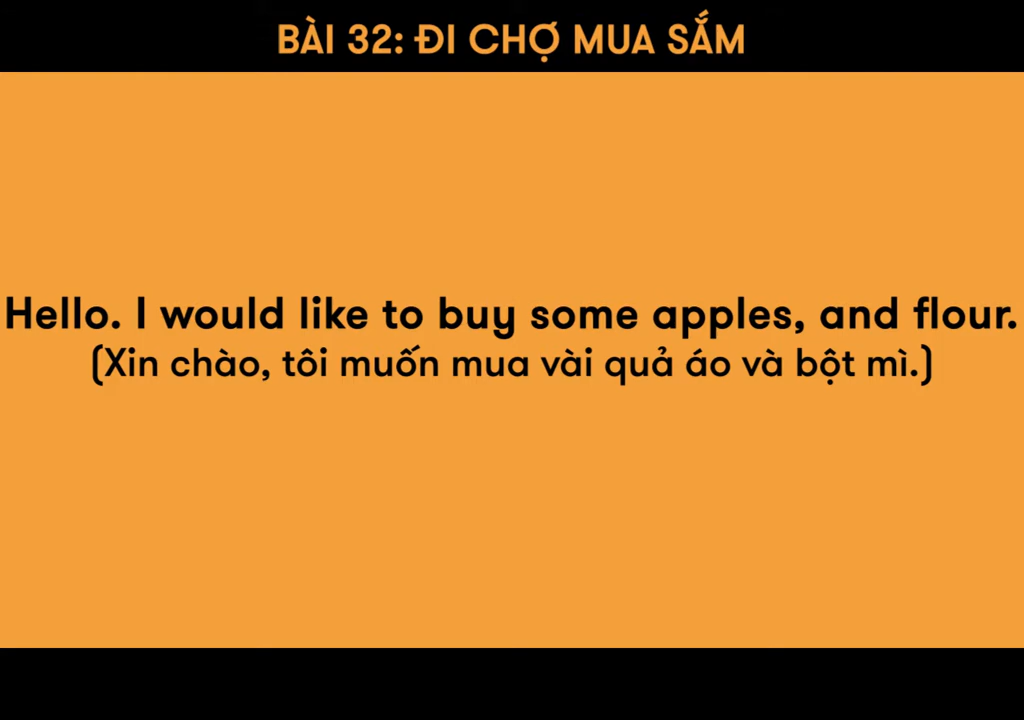 BÀI 32: ĐI CHỢ MUA SẮM
Hello. I would like to buy some apples, and flour.
(Xin chào, tôi muốn mua vài quả áo và bột mì.)